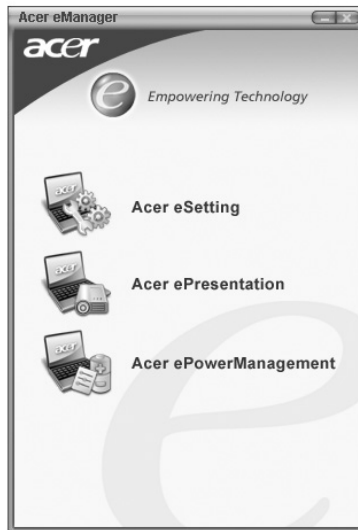 Acer eManager
acer
e Empowering Technology
Acer eSetting
Acer ePresentation
Acer ePowerManagement